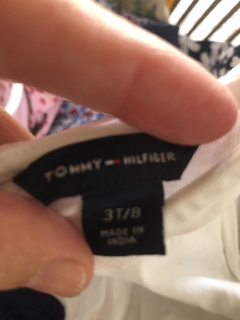 TOMMY HILFIGER
3T/B
MADE IN
INDIA